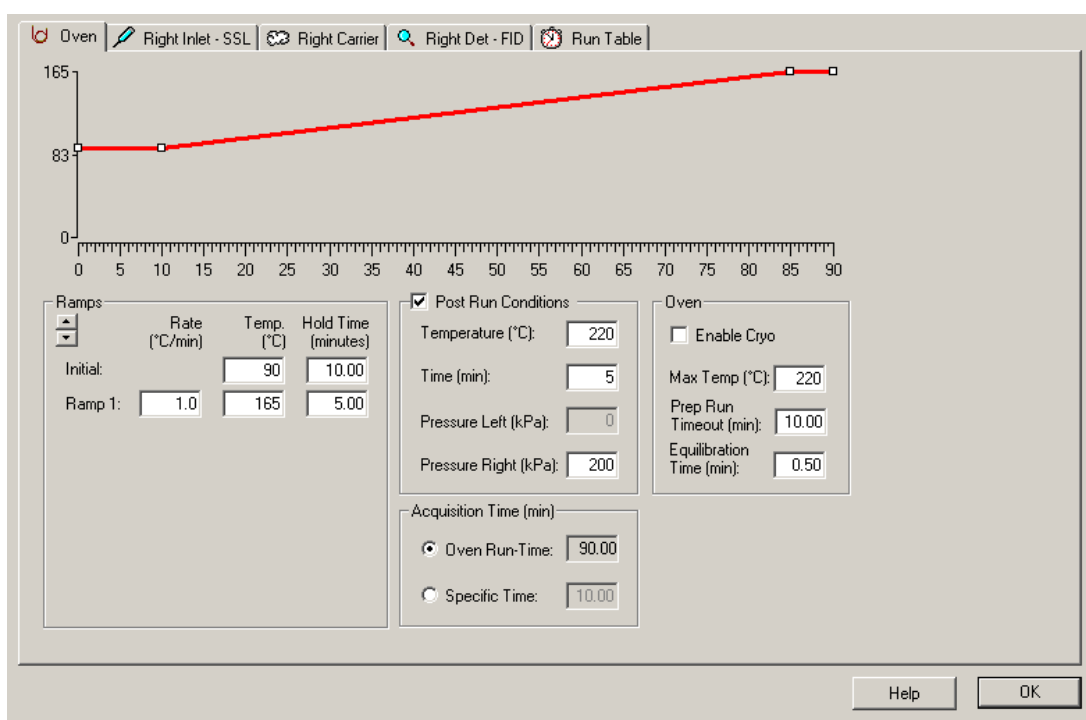 Oven Right Inlet - SSL Right Carrier Right Det - FID Run Table
165
83
0
0 5 10 15 20 25 30 35 40 45 50 55 60 65 70 75 80 85 90
Ramps
Rate (°C/min) Temp. (°C) Hold Time (minutes)
Initial: 90 10.00
Ramp 1: 1.0 165 5.00
Post Run Conditions
Temperature (°C): 220
Time (min): 5
Pressure Left (kPa): 0
Pressure Right (kPa): 200
Oven
Enable Cryo
Max Temp (°C): 220
Prep Run
Timeout (min): 10.00
Equilibration
Time (min): 0.50
Acquisition Time (min)
Oven Run-Time: 90.00
Specific Time: 10.00
Help OK